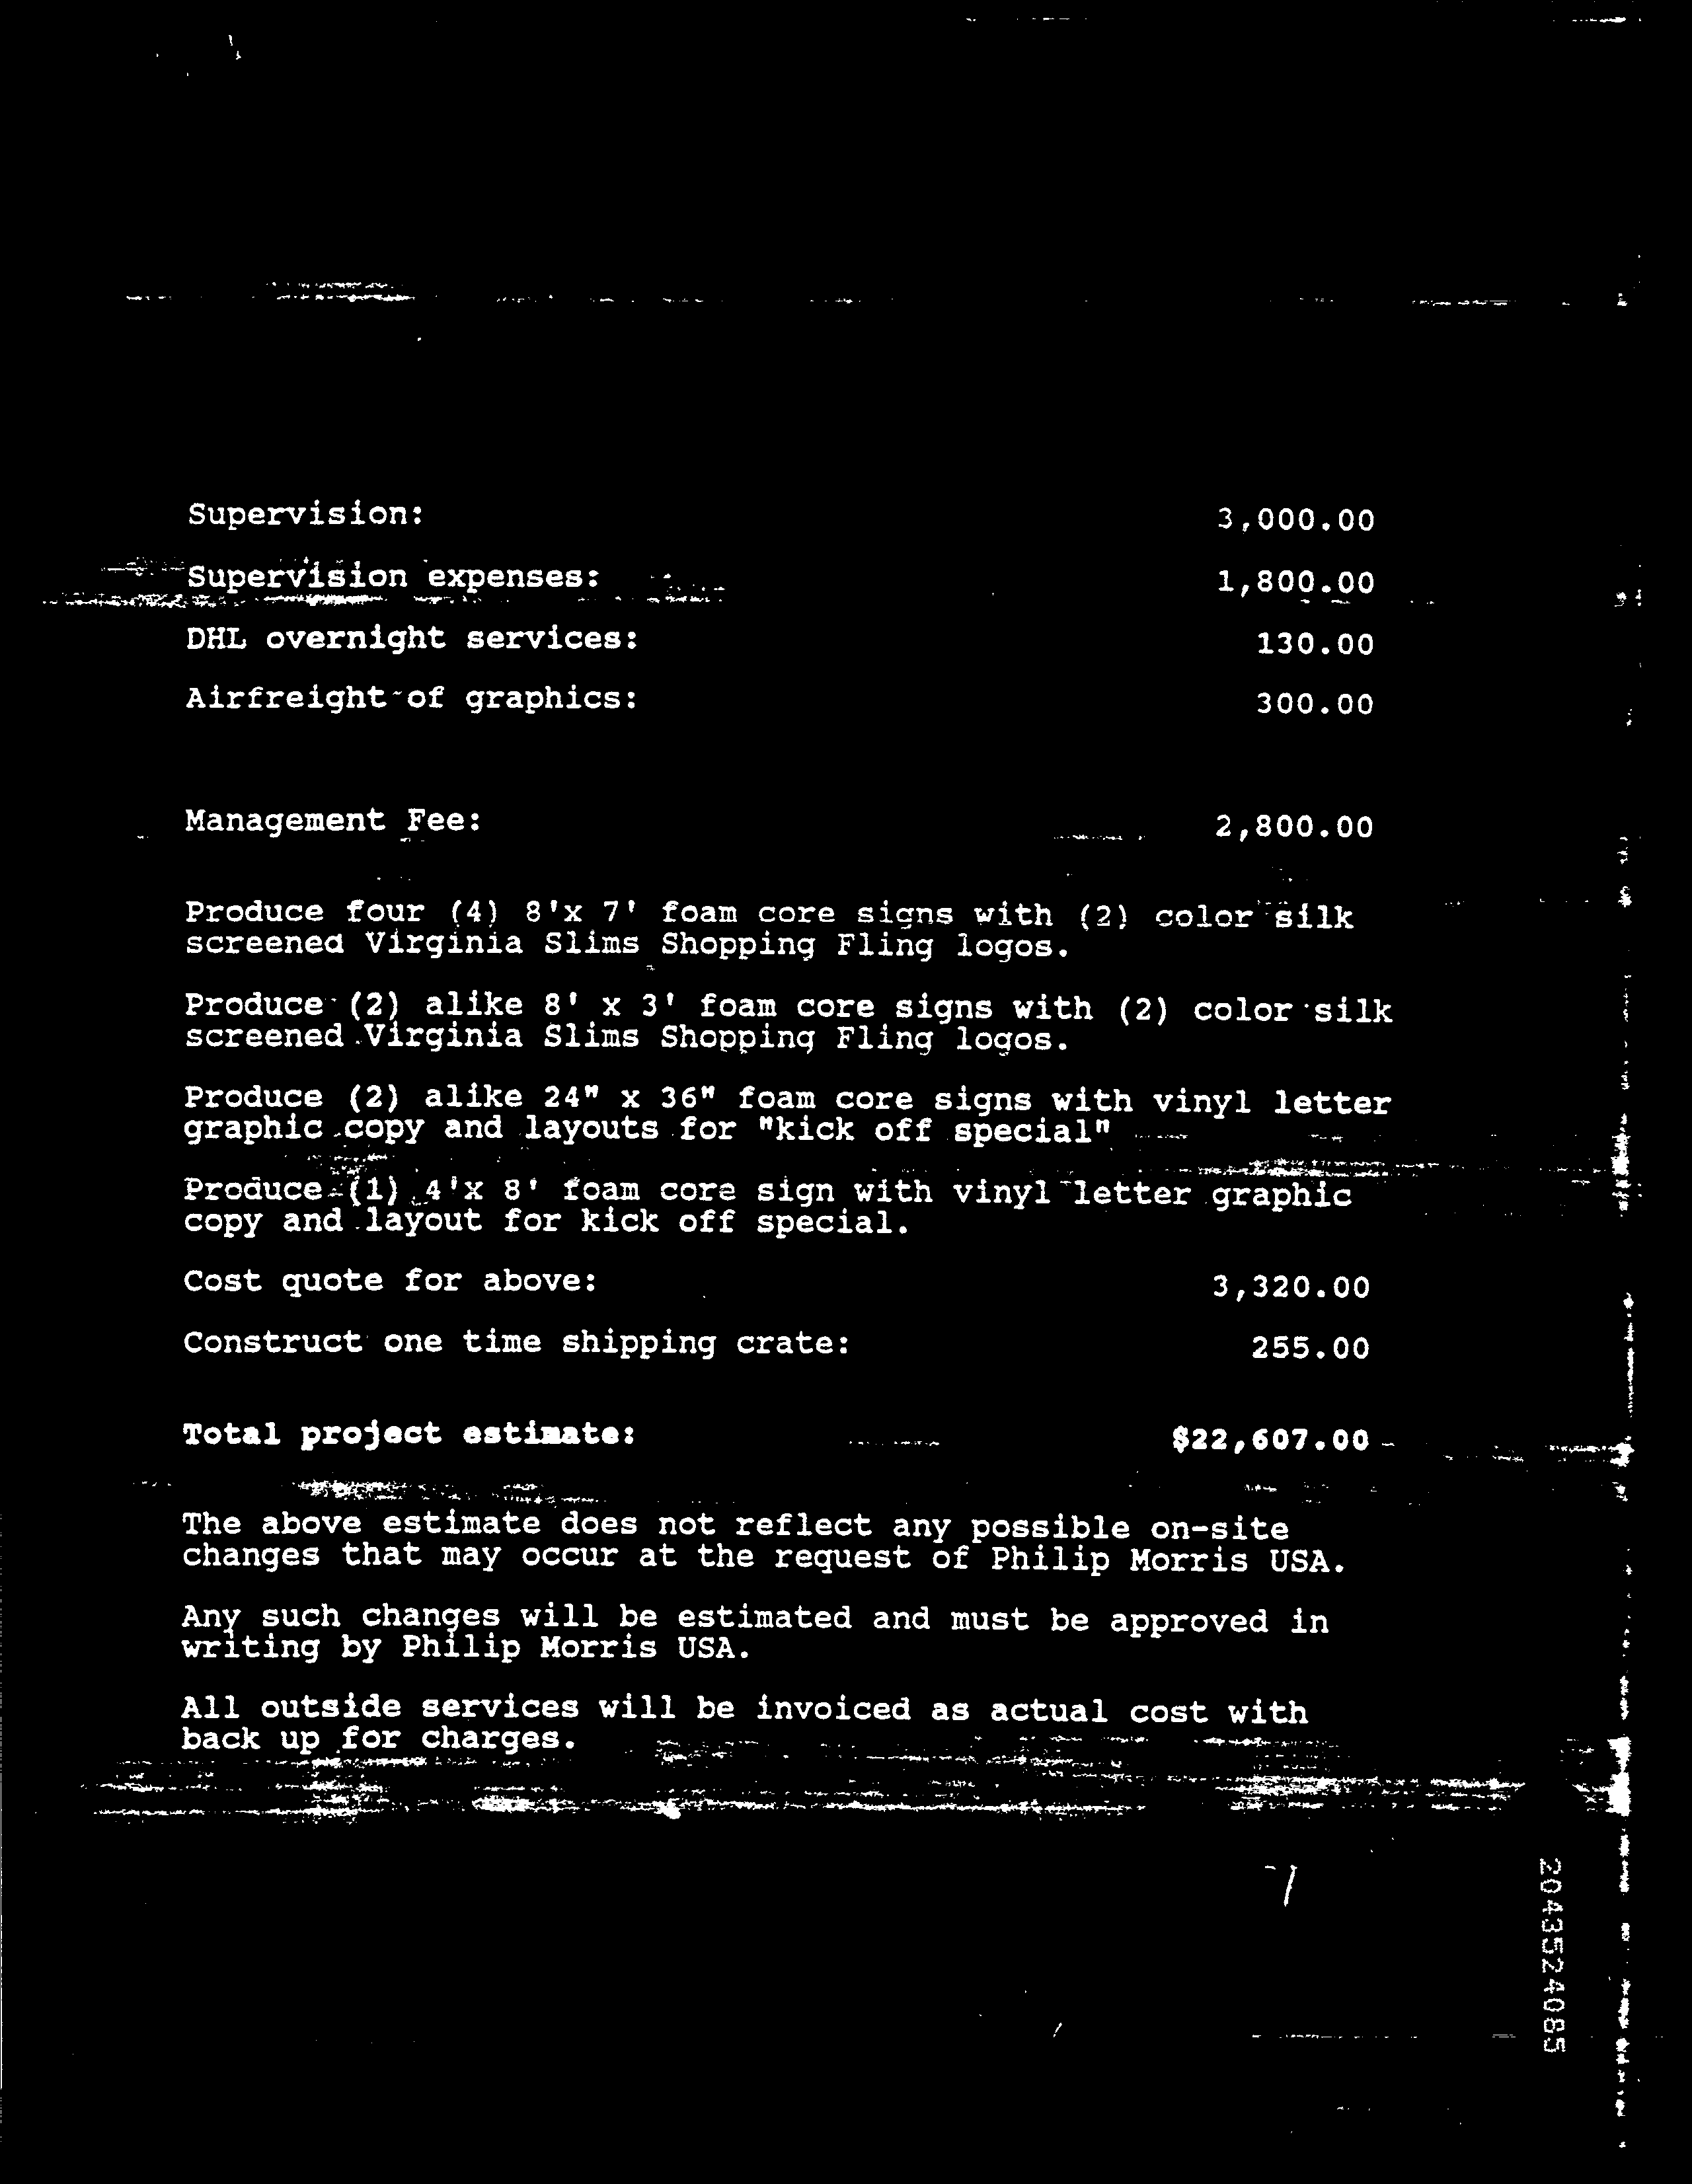 Supervision: 3,000.00
Supervision expenses: 1,800.00
DHL overnight services: 130.00
Airfreight of graphics: 300.00
Management Fee: 2,800.00
Produce four (4) 8'x 7' foam core signs with (2) color silk
screened Virginia Slims Shopping Fling logos.
Produce (2) alike 8' x 3' foam core signs with (2) color silk
screened Virginia Slims Shopping Fling logos.
Produce (2) alike 24" x 36" foam core signs with vinyl letter
graphic copy and layouts for "kick off special"
Produce (1) 4'x 8' foam core sign with vinyl letter graphic
copy and layout for kick off special.
Cost quote for above: 3,320.00
Construct one time shipping crate: 255.00
Total project estimate: $22,607.00
The above estimate does not reflect any possible on-site
changes that may occur at the request of Philip Morris USA.
Any such changes will be estimated and must be approved in
writing by Philip Morris USA.
All outside services will be invoiced as actual cost with
back up for charges.
2043524085